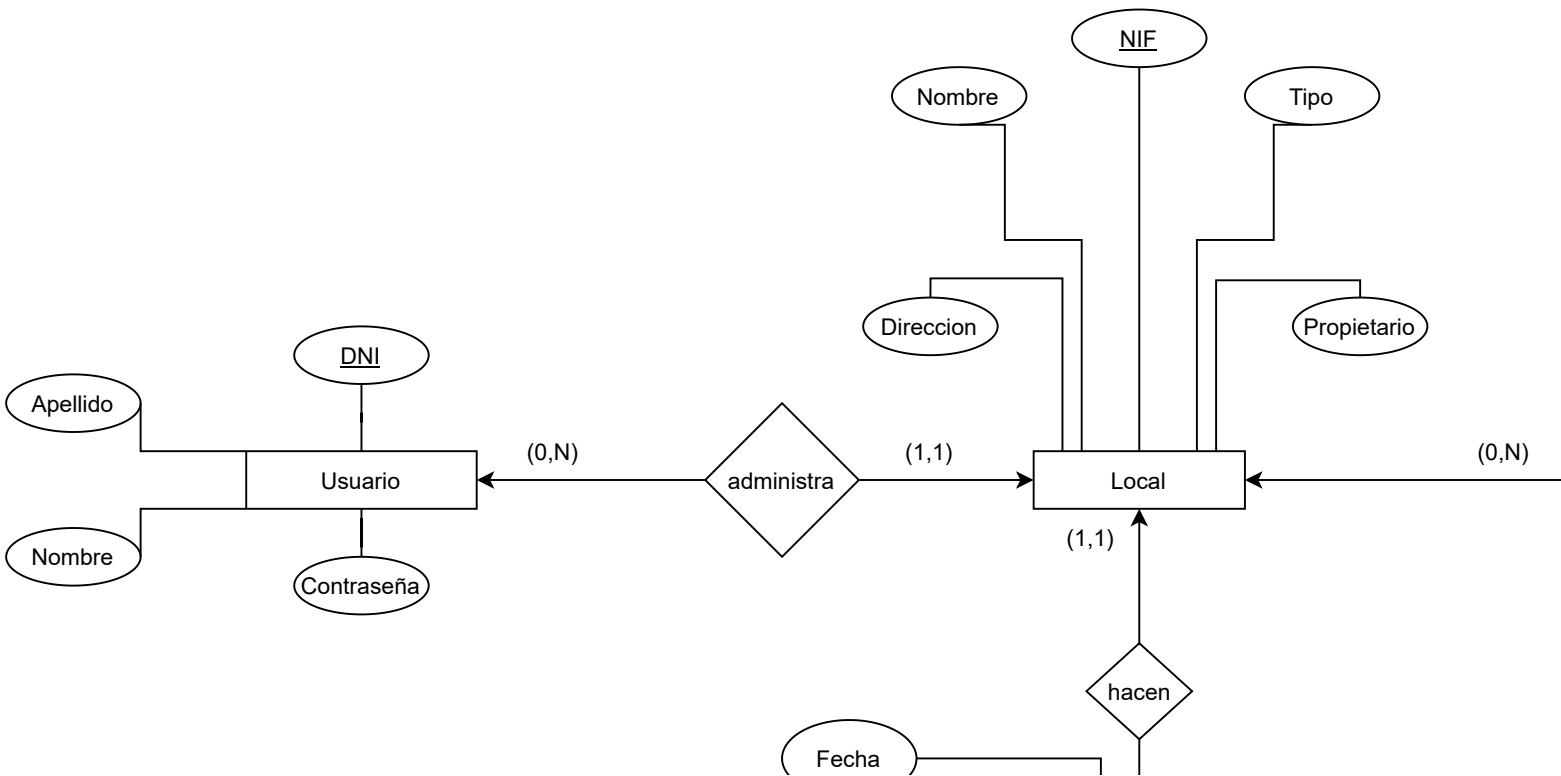 NIF
Nombre
Tipo
Direccion
Propietario
DNI
Apellido
(0,N)
(1,1)
(0,N)
Usuario
administra
Local
(1,1)
Nombre
Contraseña
hacen
Fecha